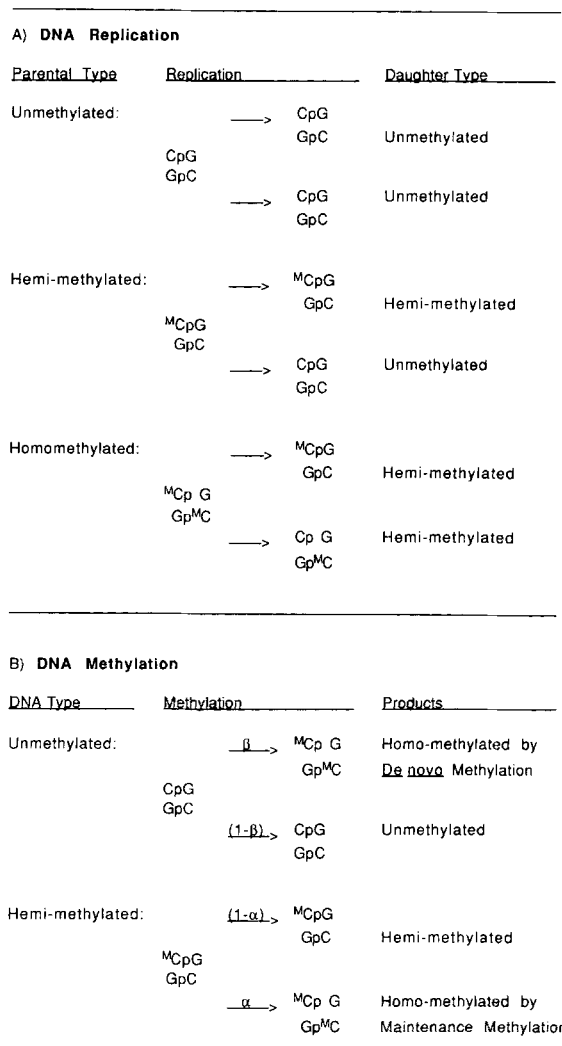 A) DNA Replication
Parental Type Replication Daughter Type
Unmethylated: ——> CpG
GpC Unmethylated
CpG
GpC
——> CpG Unmethylated
GpC
Hemi-methylated: ——> ᴹCpG
GpC Hemi-methylated
ᴹCpG
GpC
——> CpG Unmethylated
GpC
Homomethylated: ——> ᴹCpG
GpC Hemi-methylated
ᴹCp G
GpᴹC
——> Cp G Hemi-methylated
GpᴹC
B) DNA Methylation
DNA Type Methylation Products
Unmethylated: β > ᴹCp G Homo-methylated by
GpᴹC De novo Methylation
CpG
GpC
(1-β) > CpG Unmethylated
GpC
Hemi-methylated: (1-α) > ᴹCpG
GpC Hemi-methylated
ᴹCpG
GpC
α > ᴹCp G Homo-methylated by
GpᴹC Maintenance Methylation